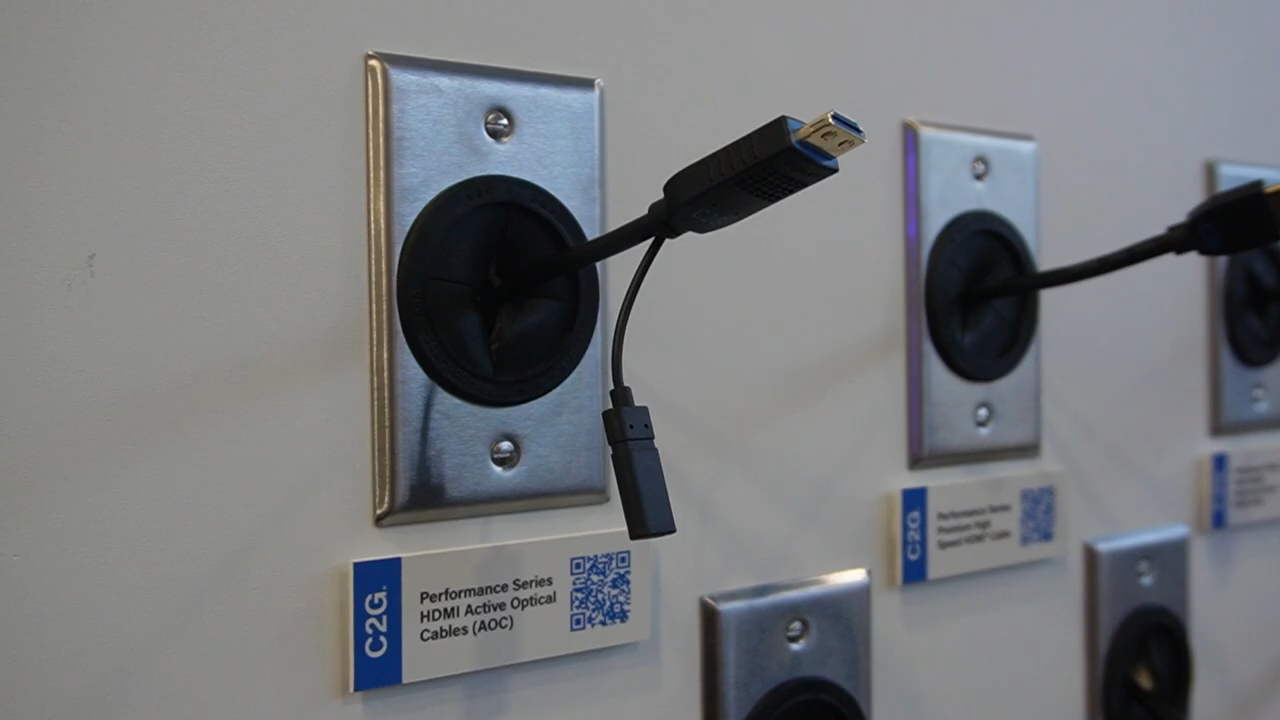 C2G
Performance Series
HDMI Active Optical
Cables (AOC)
C2G
Performance Series
Premium High
Speed HDMI® Cable